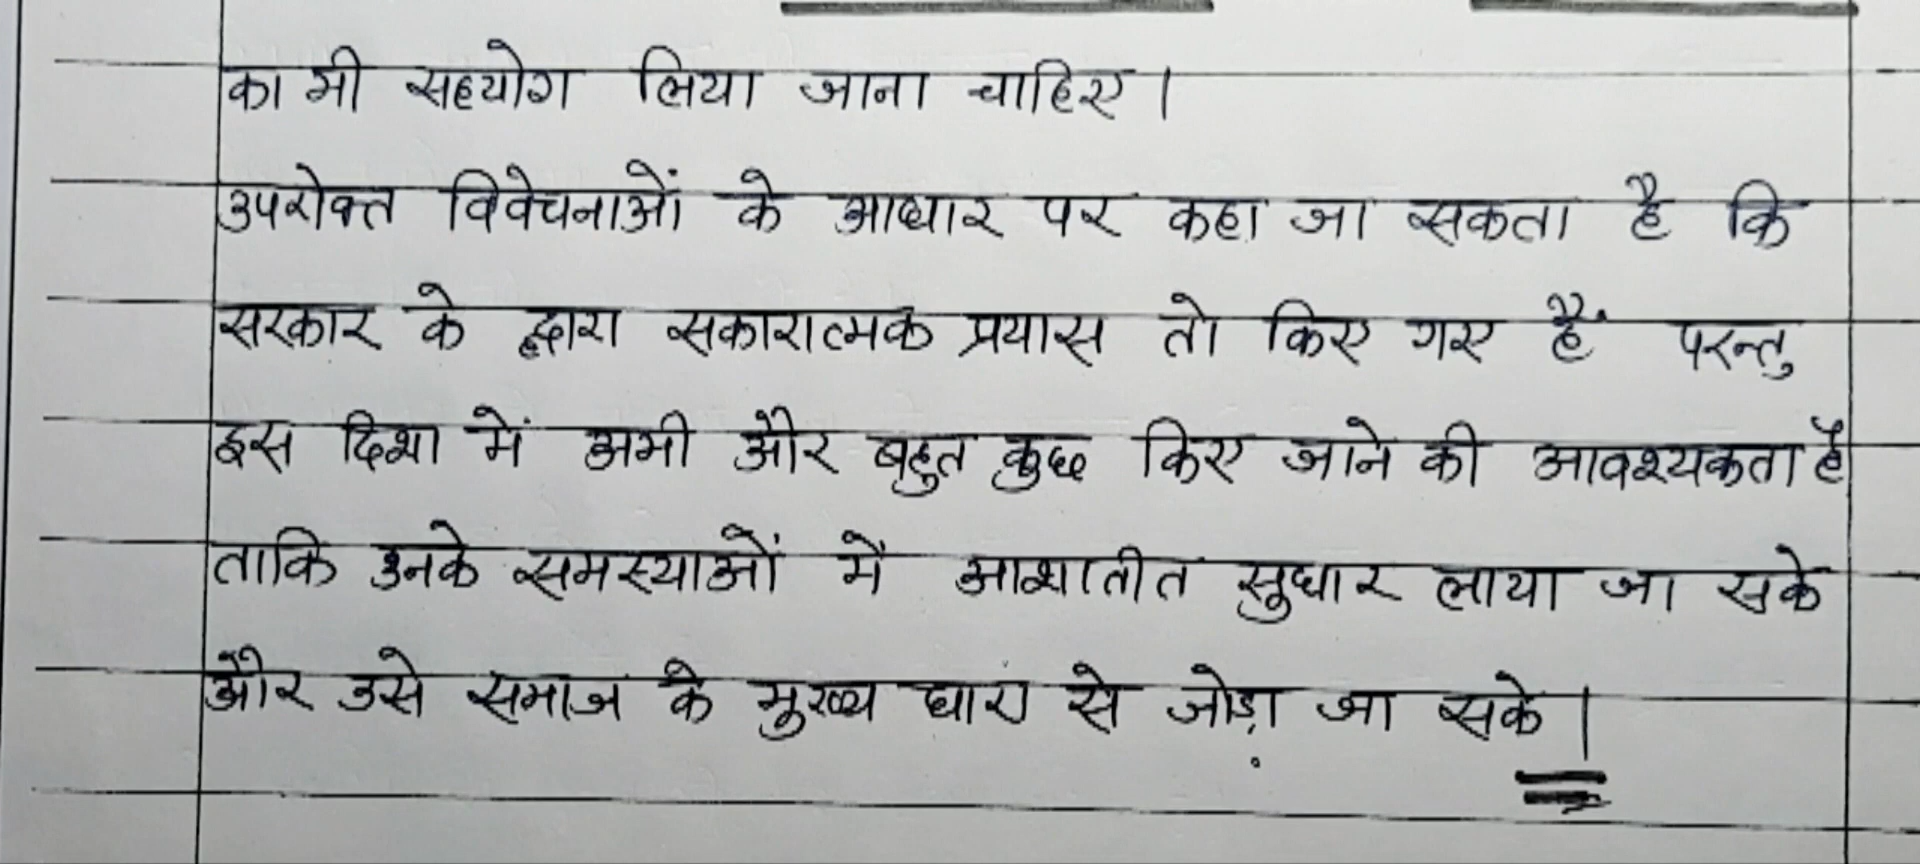 का भी सहयोग लिया जाना चाहिए।
उपरोक्त विवेचनाओं के आधार पर कहा जा सकता है कि
सरकार के द्वारा सकारात्मक प्रयास तो किए गए हैं परन्तु
इस दिशा में अभी और बहुत कुछ किए जाने की आवश्यकता है
ताकि उनके समस्याओं में आशातीत सुधार लाया जा सके
और उसे समाज के मुख्य धारा से जोड़ा जा सके।